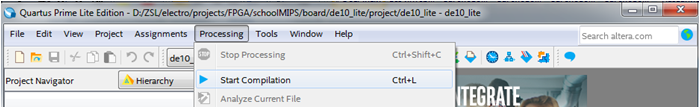 Quartus Prime Lite Edition - D:/ZSL/electro/projects/FPGA/schoolMIPS/board/de10_lite/project/de10_lite - de10_lite
File Edit View Project Assignments Processing Tools Window Help Search altera.com
Stop Processing Ctrl+Shift+C
de10_
Project Navigator Hierarchy
Start Compilation Ctrl+L
Analyze Current File
INTEGRATE